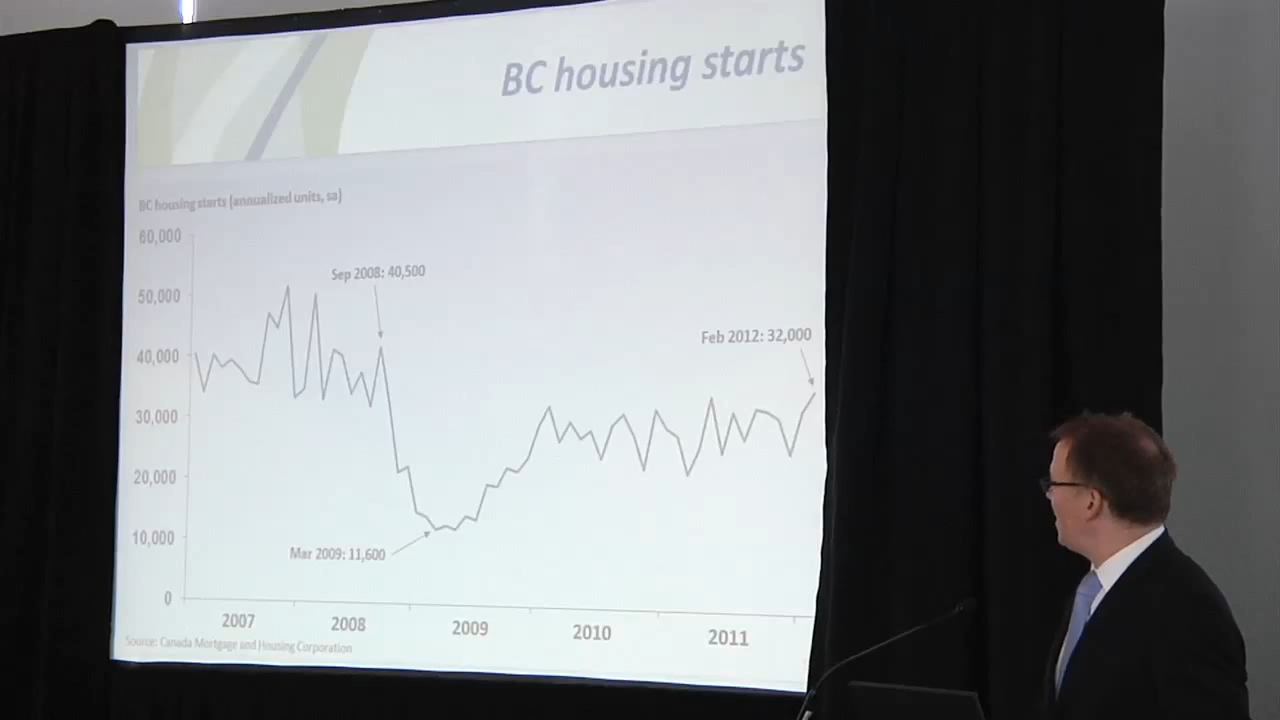 BC housing starts
BC housing starts (annualized units, sa)
60,000
50,000
40,000
30,000
20,000
10,000
0
Sep 2008: 40,500
Feb 2012: 32,000
Mar 2009: 11,600
2007
2008
2009
2010
2011
Source: Canada Mortgage and Housing Corporation